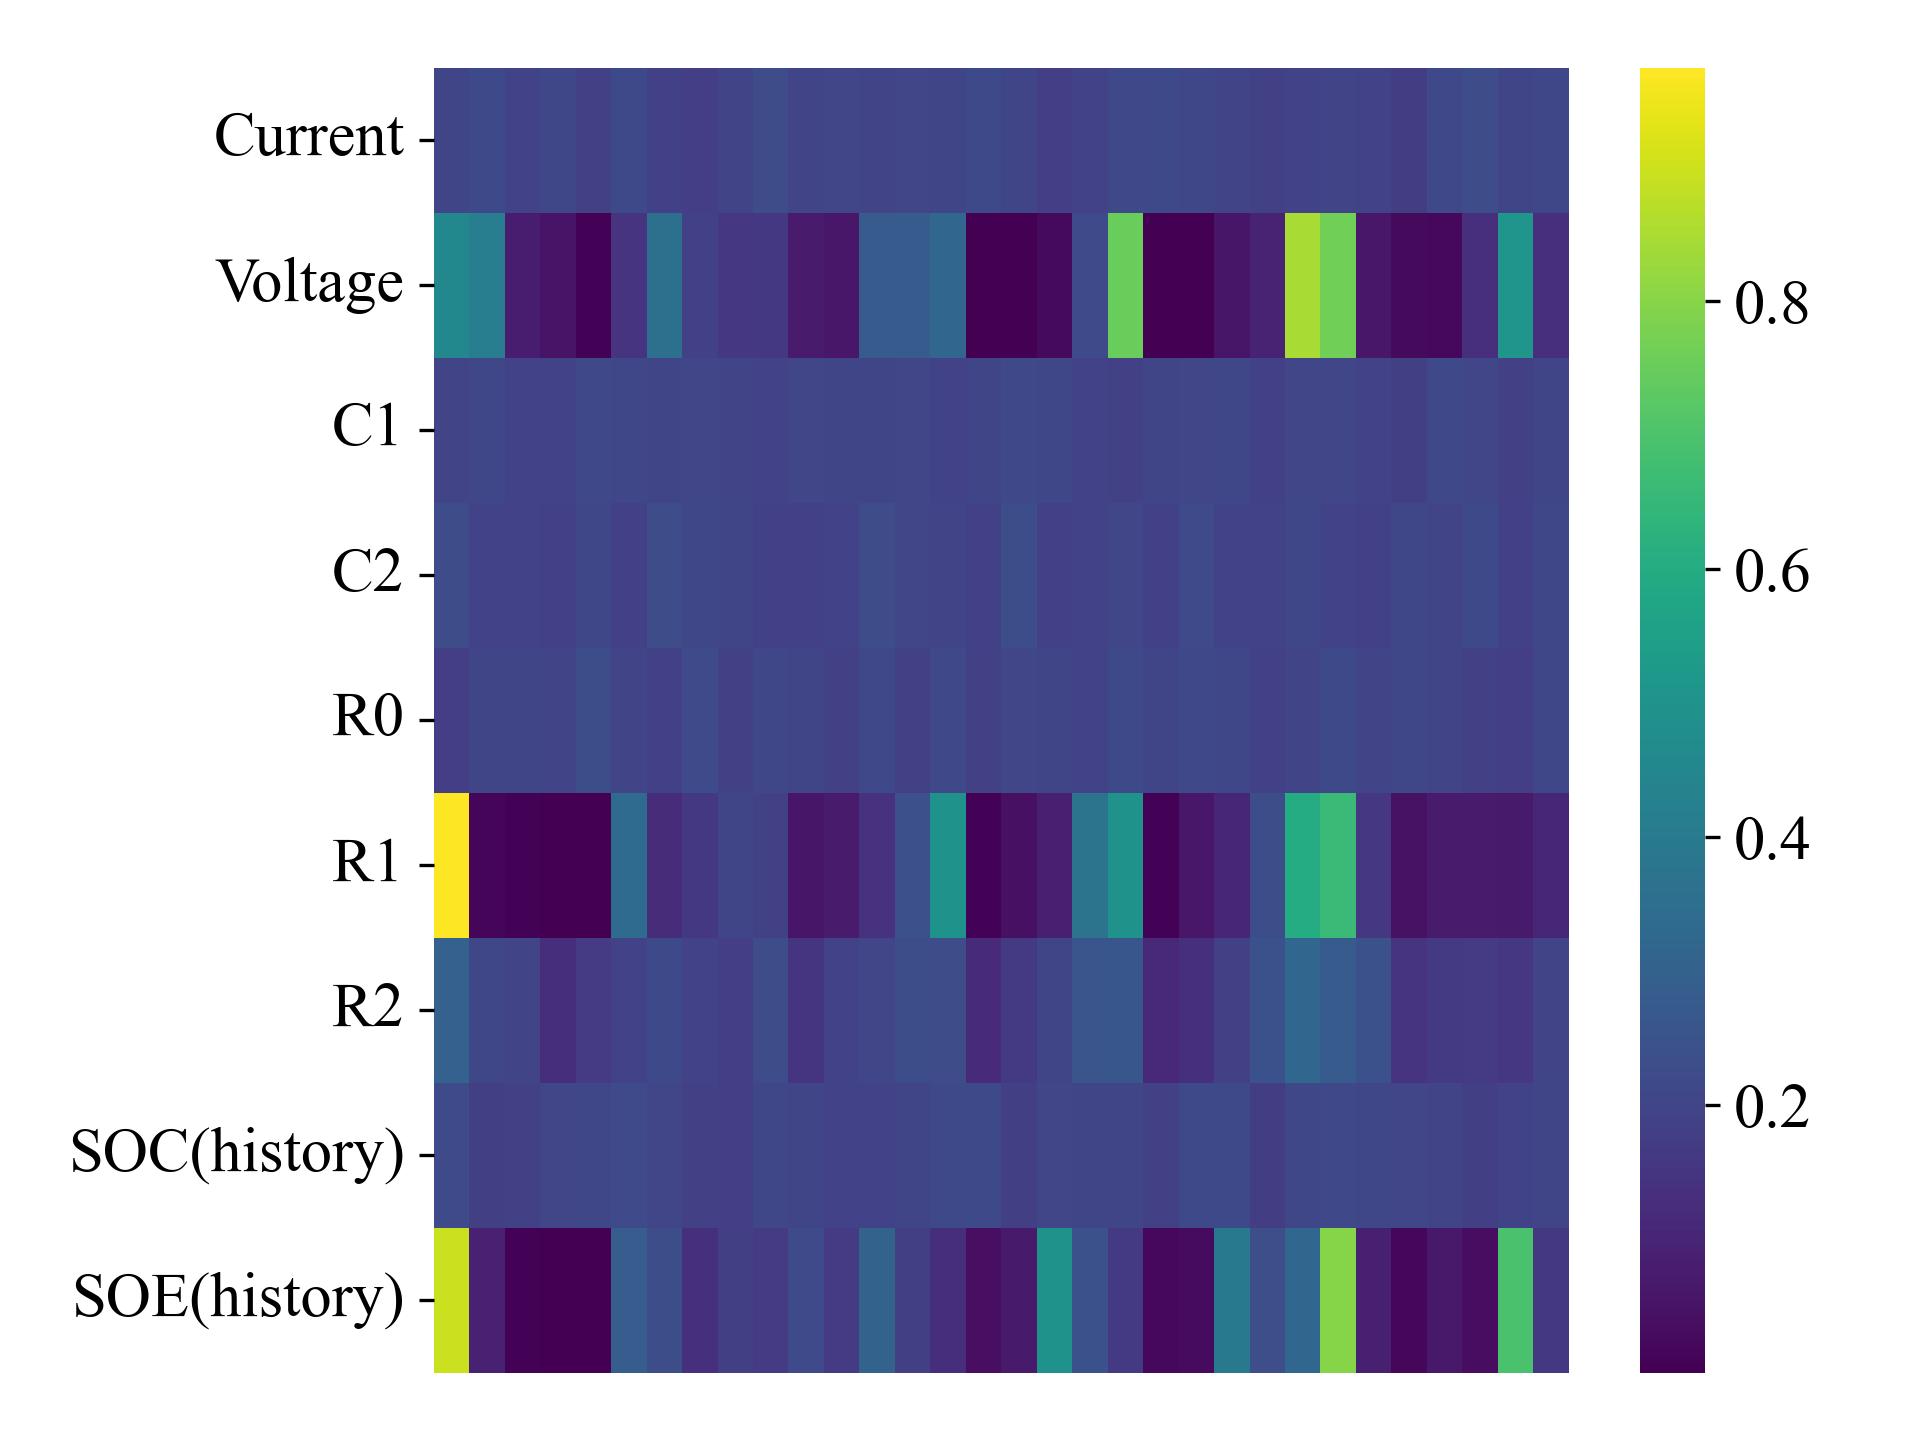 Current
Voltage
C1
C2
R0
R1
R2
SOC(history)
SOE(history)
0.8
0.6
0.4
0.2